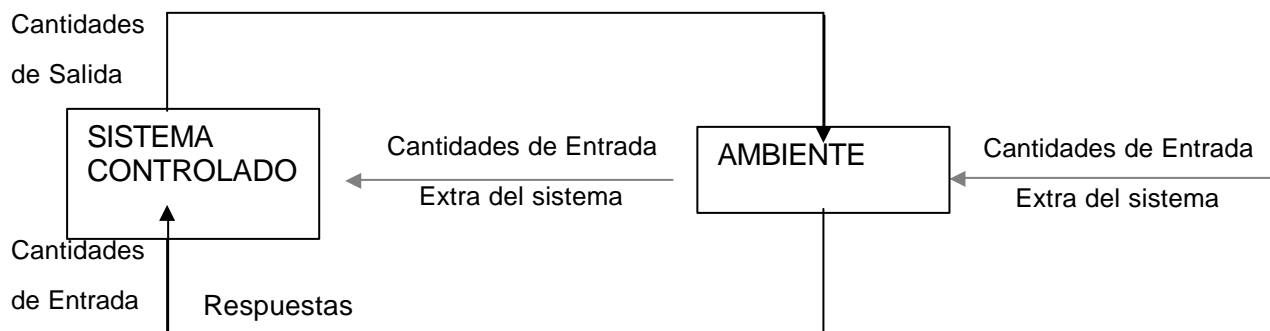 Cantidades
de Salida
SISTEMA
CONTROLADO
Cantidades de Entrada
Extra del sistema
AMBIENTE
Cantidades de Entrada
Extra del sistema
Cantidades
de Entrada
Respuestas